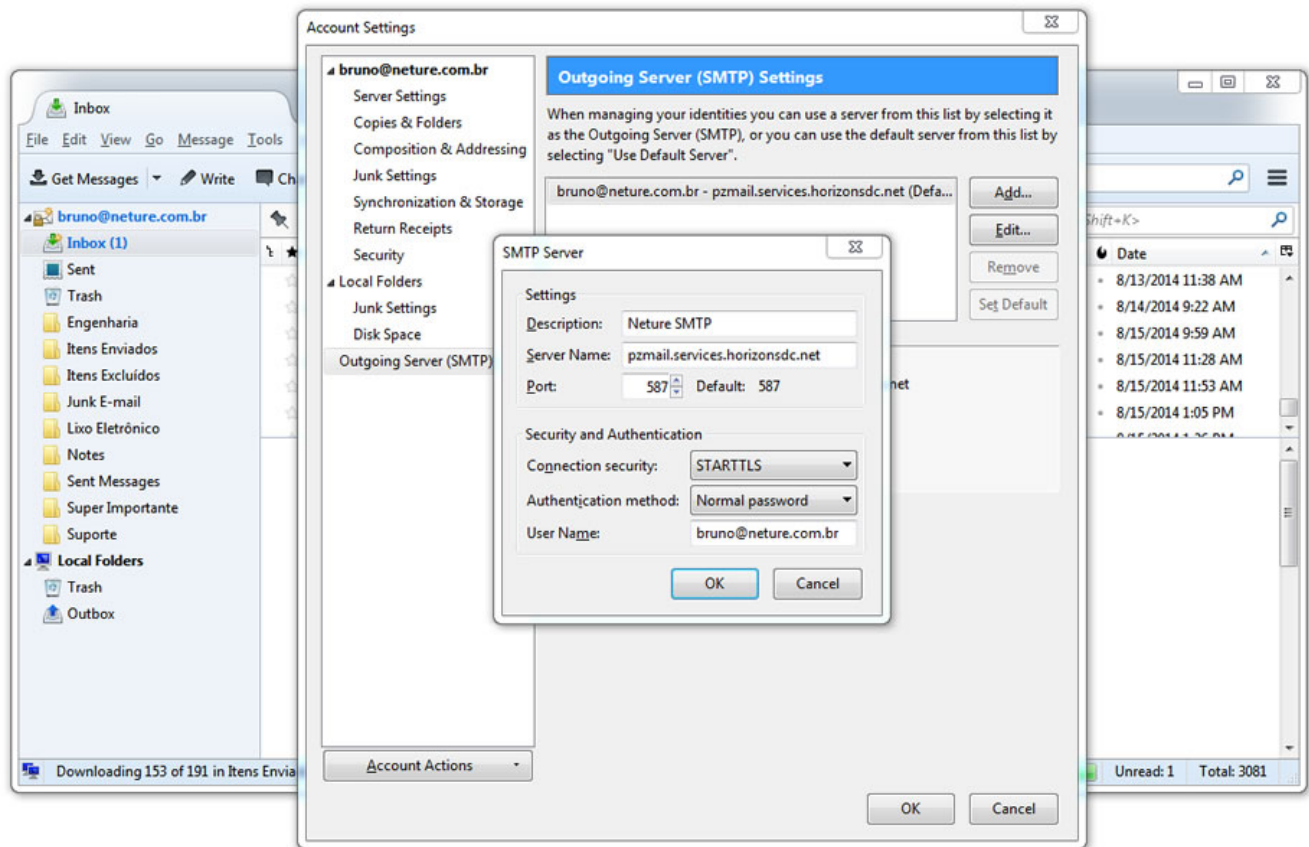 Account Settings
bruno@neture.com.br
Server Settings
Copies & Folders
Composition & Addressing
Junk Settings
Synchronization & Storage
Return Receipts
Security
Local Folders
Junk Settings
Disk Space
Outgoing Server (SMTP)
Account Actions
Outgoing Server (SMTP) Settings
When managing your identities you can use a server from this list by selecting it
as the Outgoing Server (SMTP), or you can use the default server from this list by
selecting "Use Default Server".
bruno@neture.com.br - pzmail.services.horizonsdc.net (Defa...
Add...
Edit...
Remove
Set Default
net
OK
Cancel
SMTP Server
Settings
Description: Neture SMTP
Server Name: pzmail.services.horizonsdc.net
Port: 587 Default: 587
Security and Authentication
Connection security: STARTTLS
Authentication method: Normal password
User Name: bruno@neture.com.br
OK Cancel
Inbox
File Edit View Go Message Tools
Get Messages Write Ch
bruno@neture.com.br
Inbox (1)
Sent
Trash
Engenharia
Itens Enviados
Itens Excluídos
Junk E-mail
Lixo Eletrônico
Notes
Sent Messages
Super Importante
Suporte
Local Folders
Trash
Outbox
Shift+K>
Date
8/13/2014 11:38 AM
8/14/2014 9:22 AM
8/15/2014 9:59 AM
8/15/2014 11:28 AM
8/15/2014 11:53 AM
8/15/2014 1:05 PM
Downloading 153 of 191 in Itens Envia
Unread: 1 Total: 3081